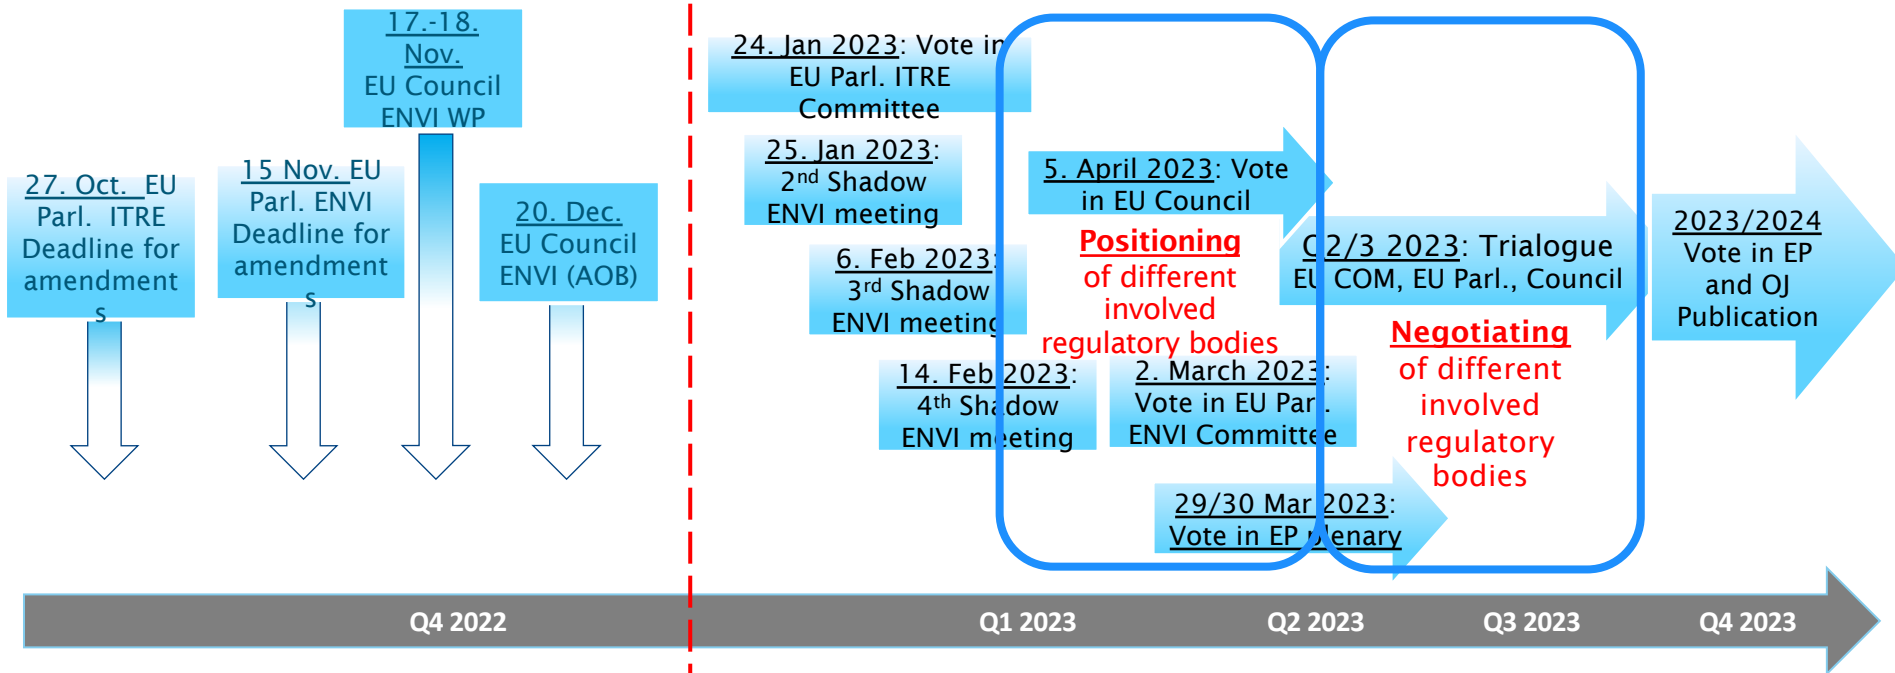 17.-18.
Nov.
EU Council
ENVI WP
27. Oct. EU
Parl. ITRE
Deadline for
amendment
s
15 Nov. EU
Parl. ENVI
Deadline for
amendment
s
20. Dec.
EU Council
ENVI (AOB)
24. Jan 2023: Vote in
EU Parl. ITRE
Committee
25. Jan 2023:
2nd Shadow
ENVI meeting
6. Feb 2023:
3rd Shadow
ENVI meeting
14. Feb 2023:
4th Shadow
ENVI meeting
5. April 2023: Vote
in EU Council
Positioning
of different
involved
regulatory bodies
2. March 2023:
Vote in EU Parl.
ENVI Committee
29/30 Mar 2023:
Vote in EP plenary
Q2/3 2023: Trialogue
EU COM, EU Parl., Council
Negotiating
of different
involved
regulatory
bodies
2023/2024
Vote in EP
and OJ
Publication
Q4 2022
Q1 2023
Q2 2023
Q3 2023
Q4 2023